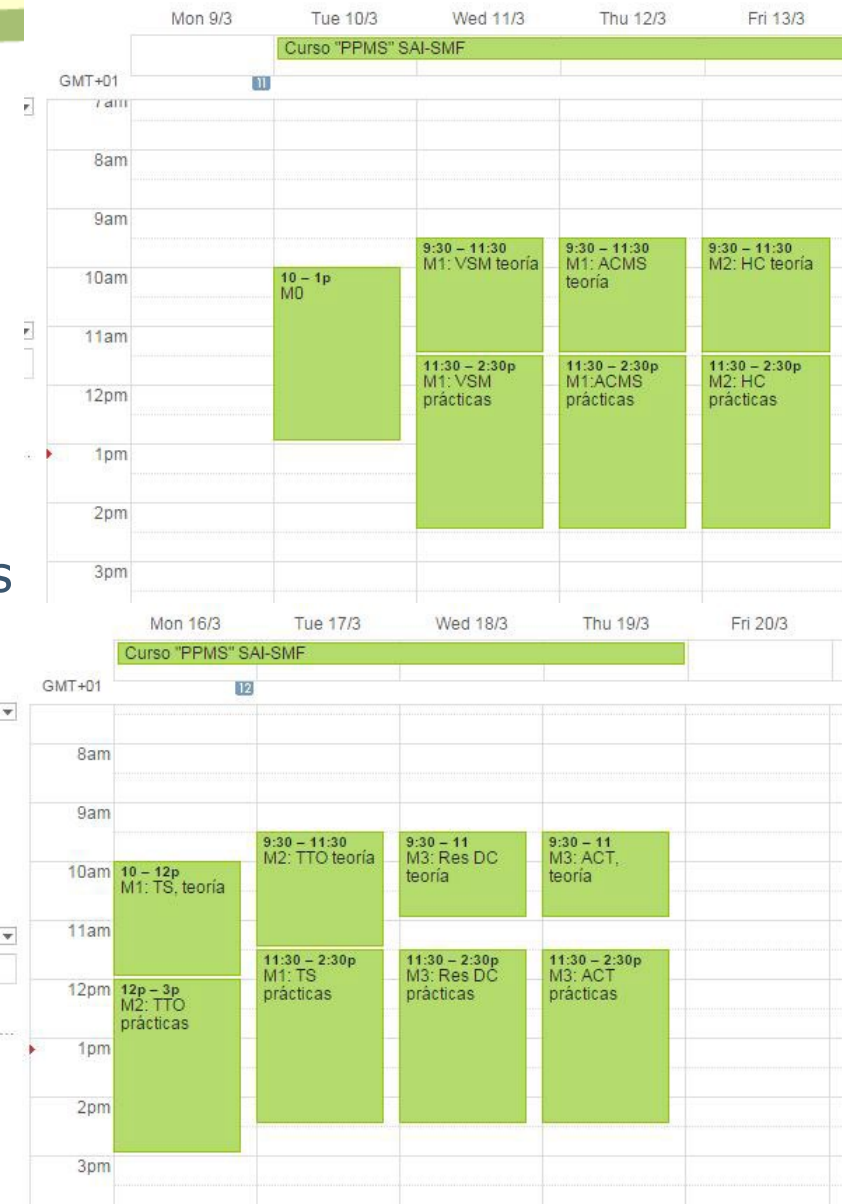 Mon 9/3 Tue 10/3 Wed 11/3 Thu 12/3 Fri 13/3
Curso "PPMS" SAI-SMF
GMT+01 11
7am
8am
9am
10am
11am
12pm
1pm
2pm
3pm
10 – 1p
M0
9:30 – 11:30
M1: VSM teoría
11:30 – 2:30p
M1: VSM
prácticas
9:30 – 11:30
M1: ACMS
teoría
11:30 – 2:30p
M1:ACMS
prácticas
9:30 – 11:30
M2: HC teoría
11:30 – 2:30p
M2: HC
prácticas
s
Mon 16/3 Tue 17/3 Wed 18/3 Thu 19/3 Fri 20/3
Curso "PPMS" SAI-SMF
GMT+01 12
8am
9am
10am
11am
12pm
1pm
2pm
3pm
10 – 12p
M1: TS, teoría
12p – 3p
M2: TTO
prácticas
9:30 – 11:30
M2: TTO teoría
11:30 – 2:30p
M1: TS
prácticas
9:30 – 11
M3: Res DC
teoría
11:30 – 2:30p
M3: Res DC
prácticas
9:30 – 11
M3: ACT,
teoría
11:30 – 2:30p
M3: ACT
prácticas